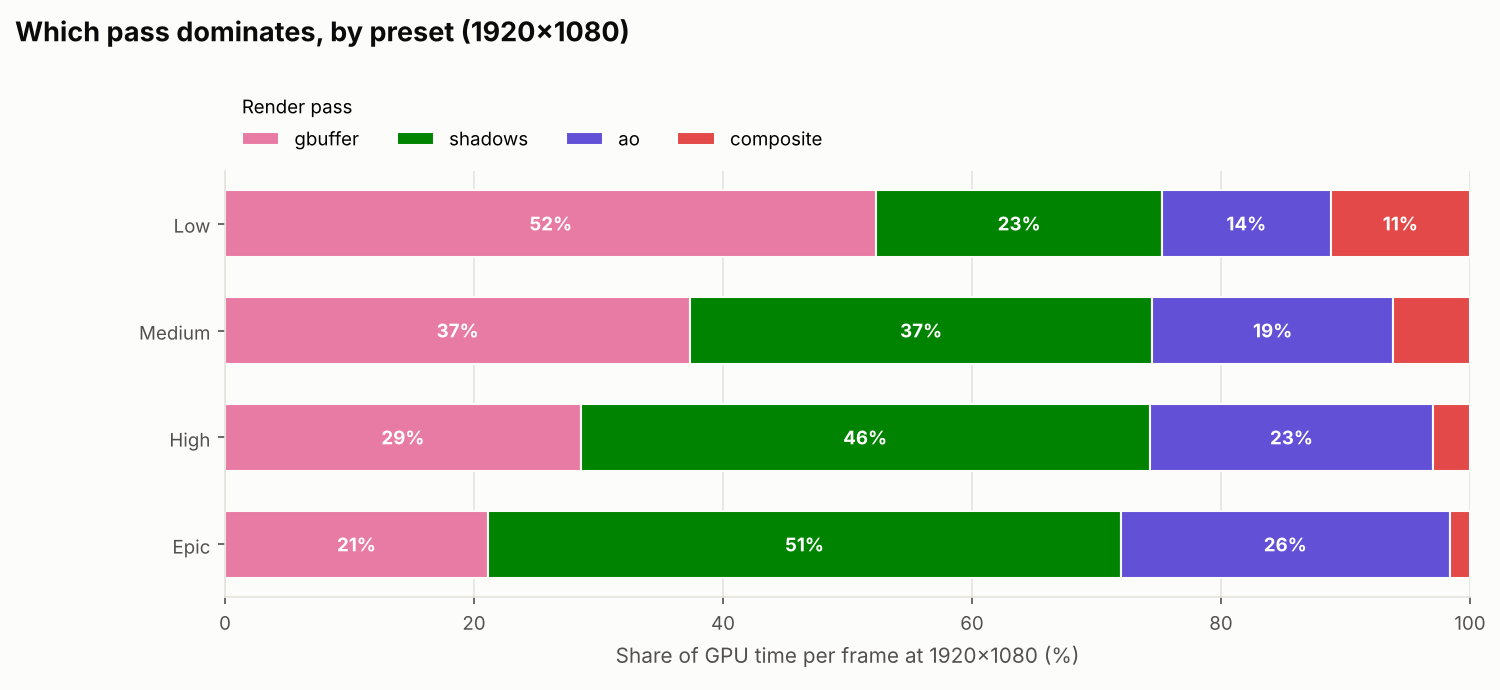 Which pass dominates, by preset (1920×1080)
Render pass
gbuffer shadows ao composite
Low 52% 23% 14% 11%
Medium 37% 37% 19%
High 29% 46% 23%
Epic 21% 51% 26%
0 20 40 60 80 100
Share of GPU time per frame at 1920×1080 (%)